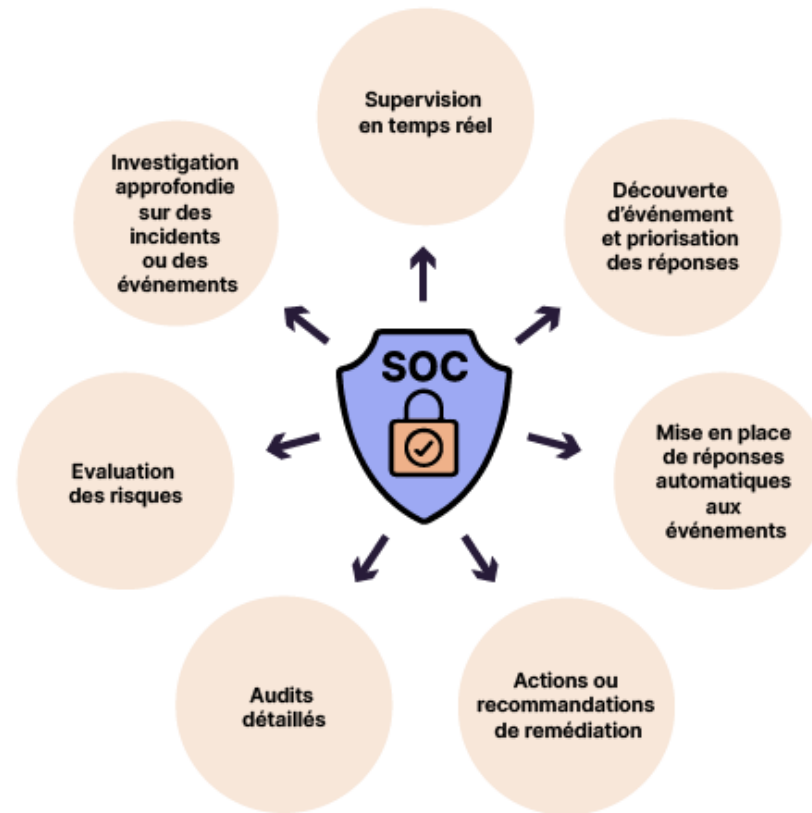 Supervision
en temps réel
Découverte
d'événement
et priorisation
des réponses
Mise en place
de réponses
automatiques
aux
événements
Actions ou
recommandations
de remédiation
Audits
détaillés
Evaluation
des risques
Investigation
approfondie
sur des
incidents
ou des
événements
SOC